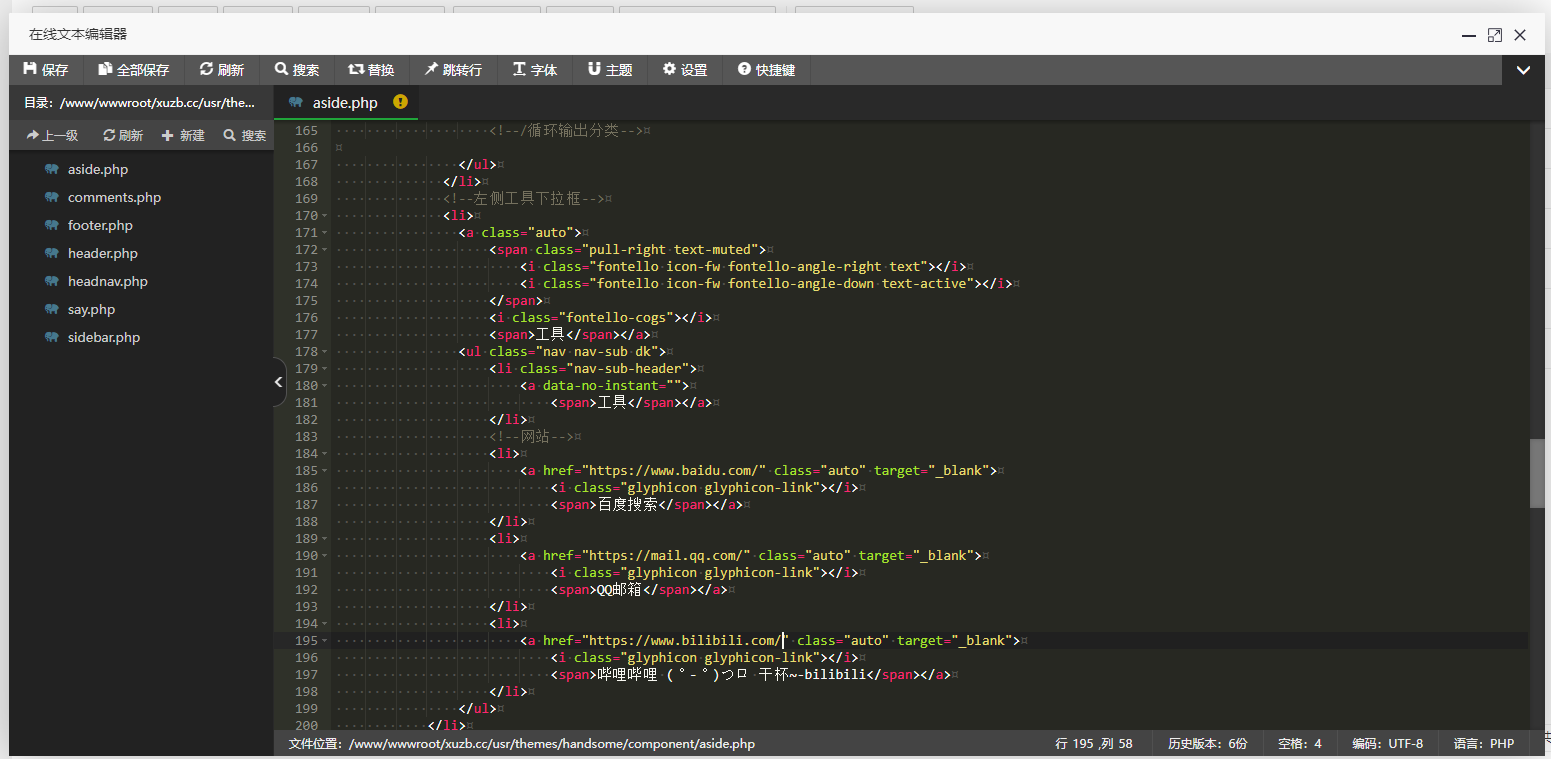 在线文本编辑器
保存 全部保存 刷新 搜索 替换 跳转行 字体 主题 设置 快捷键
目录: /www/wwwroot/xuzb.cc/usr/the...
aside.php
上一级 刷新 新建 搜索
aside.php
comments.php
footer.php
header.php
headnav.php
say.php
sidebar.php
165 <!--/循环输出分类-->
166
167 </ul>
168 </li>
169 <!--左侧工具下拉框-->
170 <li>
171 <a class="auto">
172 <span class="pull-right text-muted">
173 <i class="fontello icon-fw fontello-angle-right text"></i>
174 <i class="fontello icon-fw fontello-angle-down text-active"></i>
175 </span>
176 <i class="fontello-cogs"></i>
177 <span>工具</span></a>
178 <ul class="nav nav-sub dk">
179 <li class="nav-sub-header">
180 <a data-no-instant="">
181 <span>工具</span></a>
182 </li>
183 <!--网站-->
184 <li>
185 <a href="https://www.baidu.com/" class="auto" target="_blank">
186 <i class="glyphicon glyphicon-link"></i>
187 <span>百度搜索</span></a>
188 </li>
189 <li>
190 <a href="https://mail.qq.com/" class="auto" target="_blank">
191 <i class="glyphicon glyphicon-link"></i>
192 <span>QQ邮箱</span></a>
193 </li>
194 <li>
195 <a href="https://www.bilibili.com/" class="auto" target="_blank">
196 <i class="glyphicon glyphicon-link"></i>
197 <span>哔哩哔哩 ( ゜- ゜)つロ 干杯~-bilibili</span></a>
198 </li>
199 </ul>
200 </li>
文件位置: /www/wwwroot/xuzb.cc/usr/themes/handsome/component/aside.php 行 195 ,列 58 历史版本: 6份 空格: 4 编码: UTF-8 语言: PHP